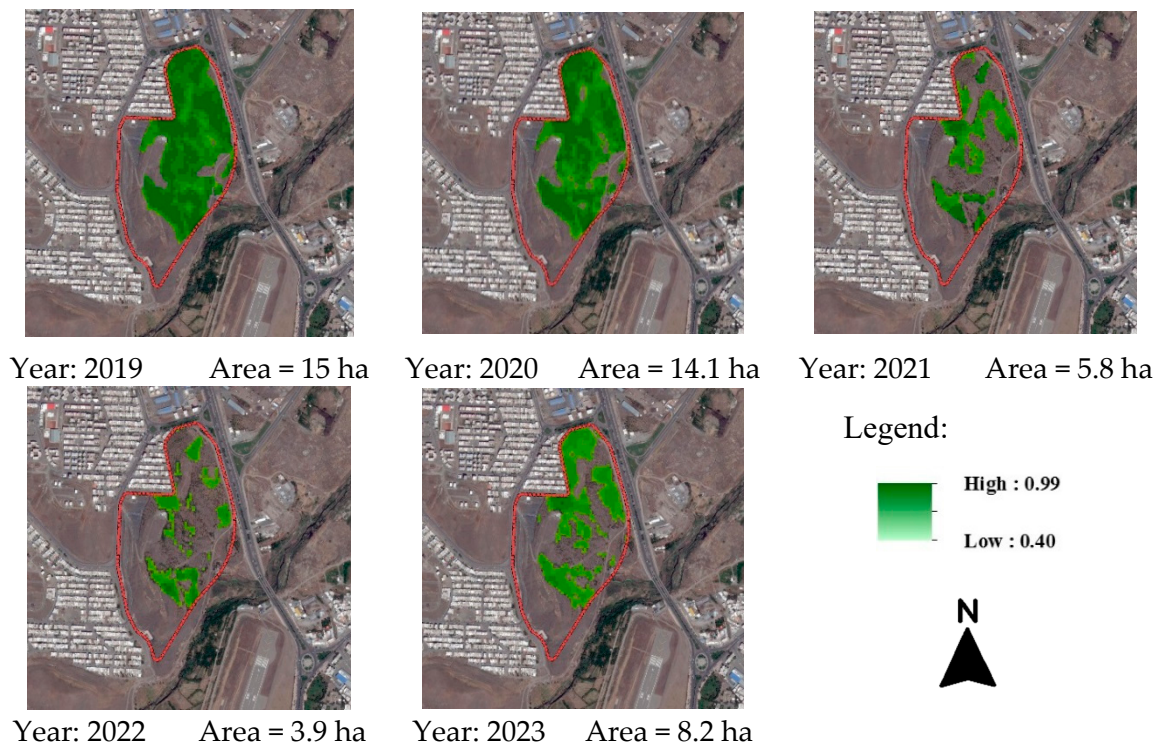 Year: 2019 Area = 15 ha
Year: 2020 Area = 14.1 ha
Year: 2021 Area = 5.8 ha
Legend:
High : 0.99
Low : 0.40
N
Year: 2022 Area = 3.9 ha
Year: 2023 Area = 8.2 ha